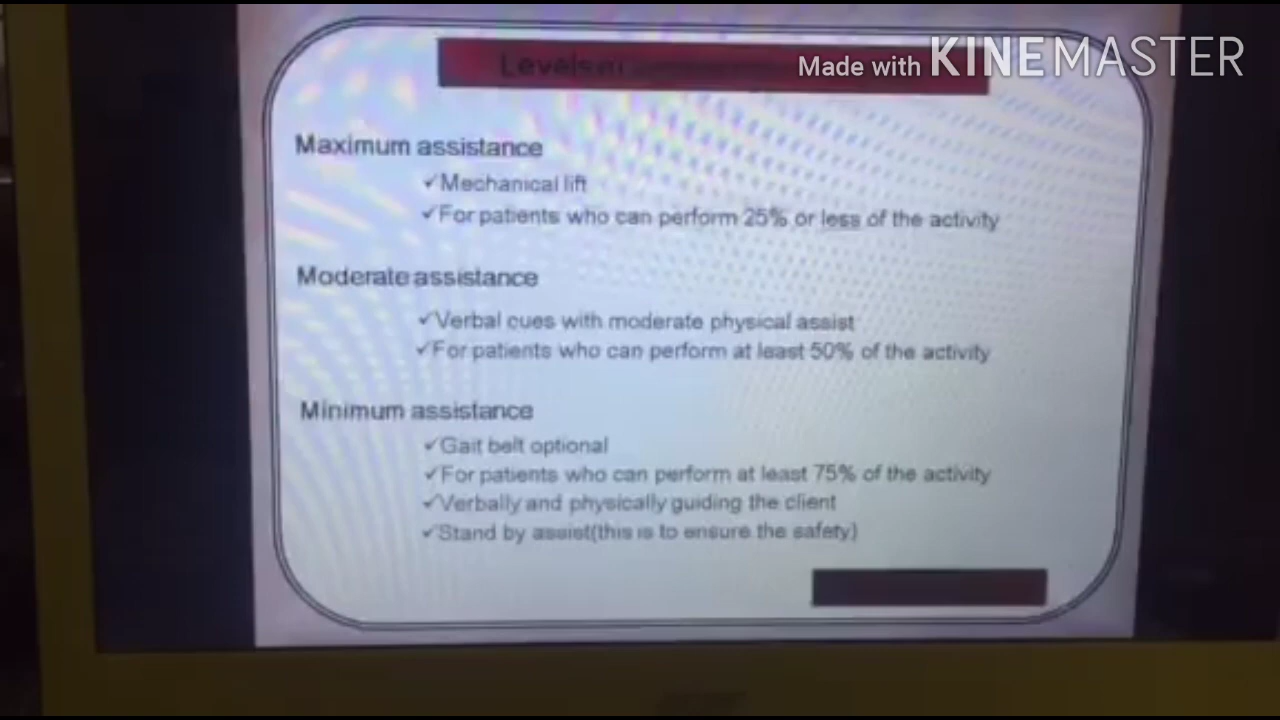 Made with KINEMASTER
Levels of
Maximum assistance
✓Mechanical lift
✓For patients who can perform 25% or less of the activity
Moderate assistance
✓Verbal cues with moderate physical assist
✓For patients who can perform at least 50% of the activity
Minimum assistance
✓Gait belt optional
✓For patients who can perform at least 75% of the activity
✓Verbally and physically guiding the client
✓Stand by assist(this is to ensure the safety)